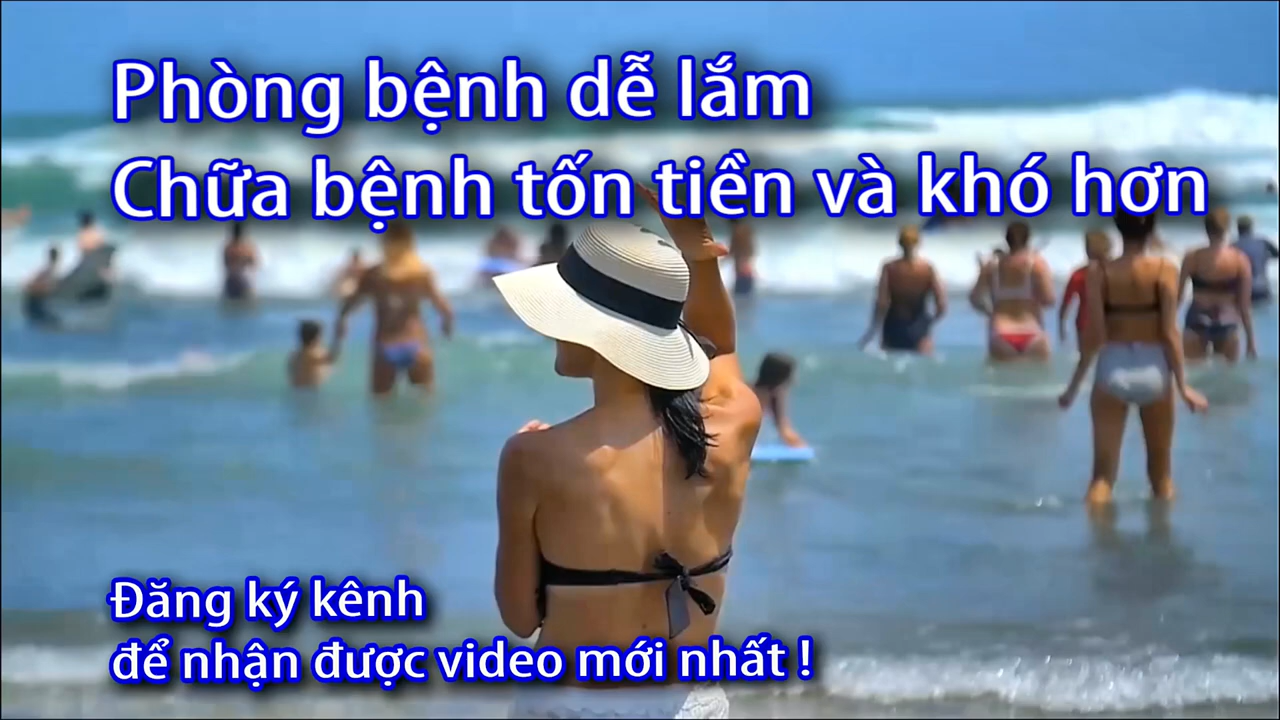 Phòng bệnh dễ lắm
Chữa bệnh tốn tiền và khó hơn
Đăng ký kênh
để nhận được video mới nhất !